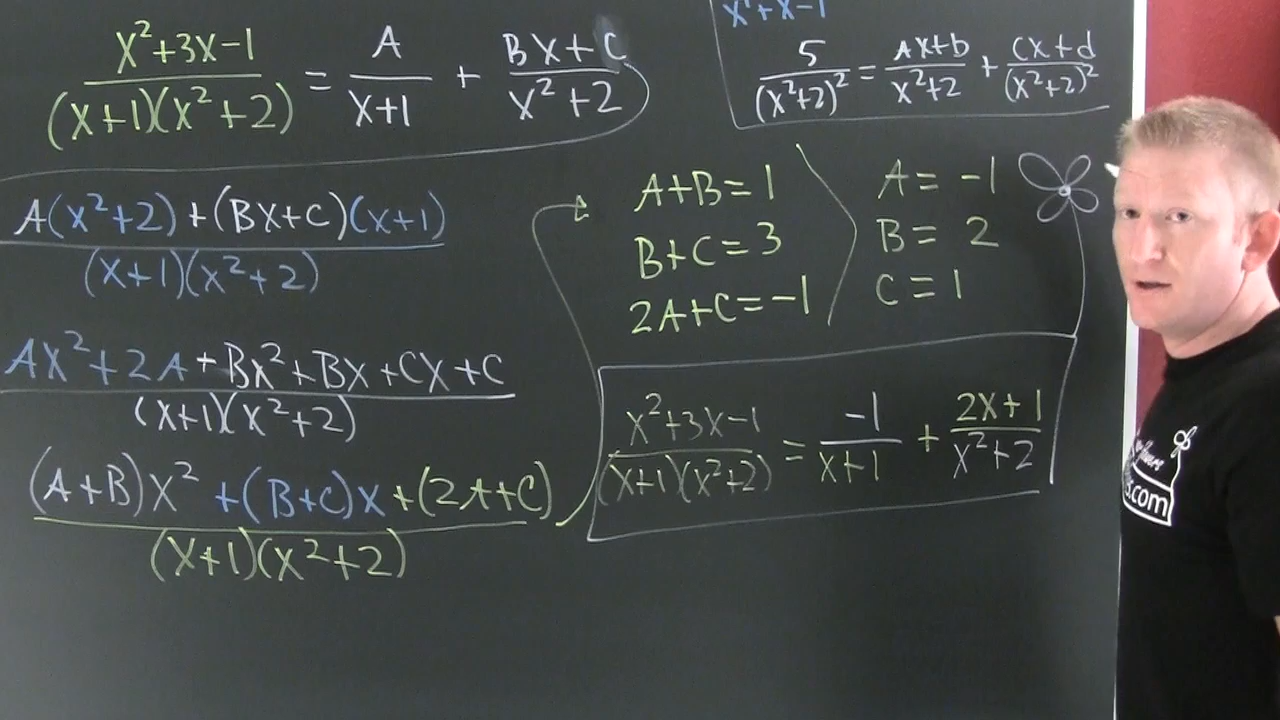 x²+3x-1/(x+1)(x²+2) = A/x+1 + Bx+C/x²+2
A(x²+2)+(Bx+C)(x+1)/(x+1)(x²+2)
Ax²+2A+Bx²+Bx+Cx+C/(x+1)(x²+2)
(A+B)x²+(B+C)x+(2A+C)/(x+1)(x²+2)
5/(x²+2)² = Ax+b/x²+2 + Cx+d/(x²+2)²
A+B=1
B+C=3
2A+C=-1
A=-1
B=2
C=1
x²+3x-1/(x+1)(x²+2) = -1/x+1 + 2x+1/x²+2